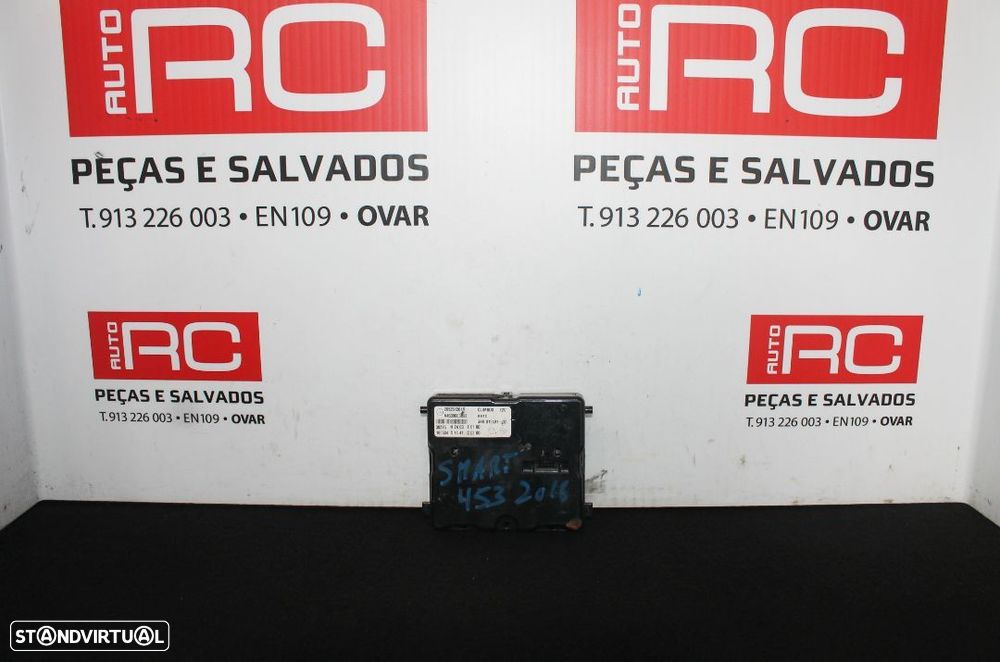 AUTO RC
PEÇAS E SALVADOS
T. 913 226 003 • EN109 • OVAR
AUTO RC
PEÇAS E SALVADOS
T. 913 226 003 • EN109 • OVAR
AUTO RC
PEÇAS E SALVADOS
T. 913 226 003 • EN109 • OVAR
AUTO RC
PEÇAS E SALVADOS
T. 913 226 003 • EN109 • OVAR
SMART
453 2016
STANDVIRTUAL